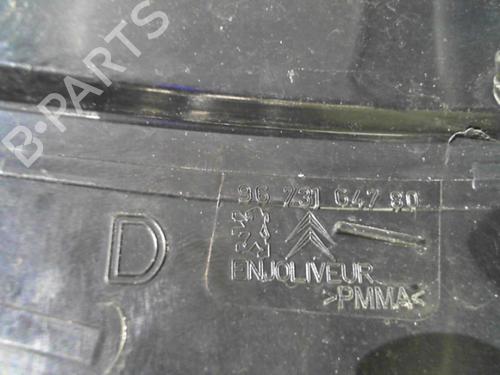 B-PARTS
96 731 647 80
D
ENJOLIVEUR
>PMMA<